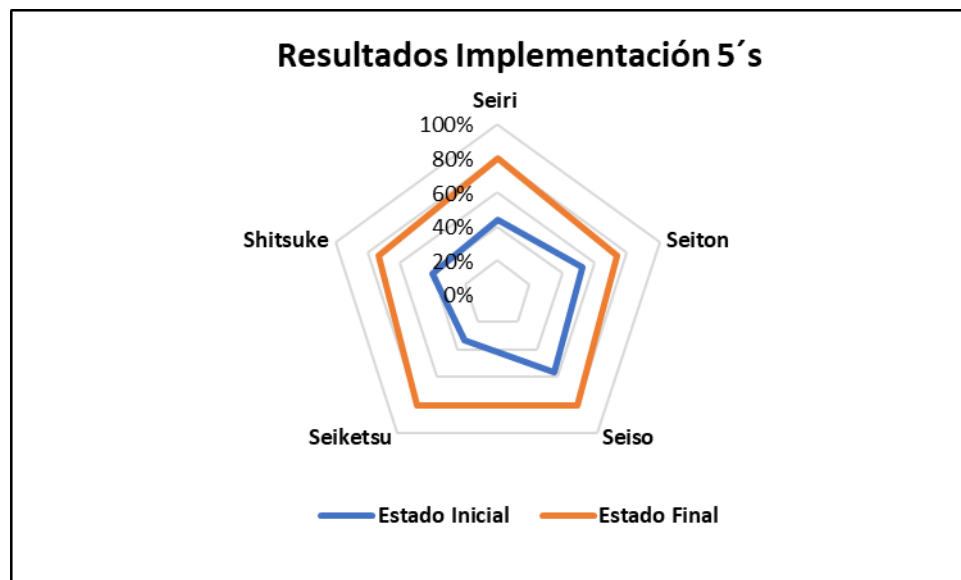 Resultados Implementación 5´s
Seiri
100%
80%
60%
40%
20%
0%
Shitsuke
Seiton
Seiketsu
Seiso
Estado Inicial
Estado Final